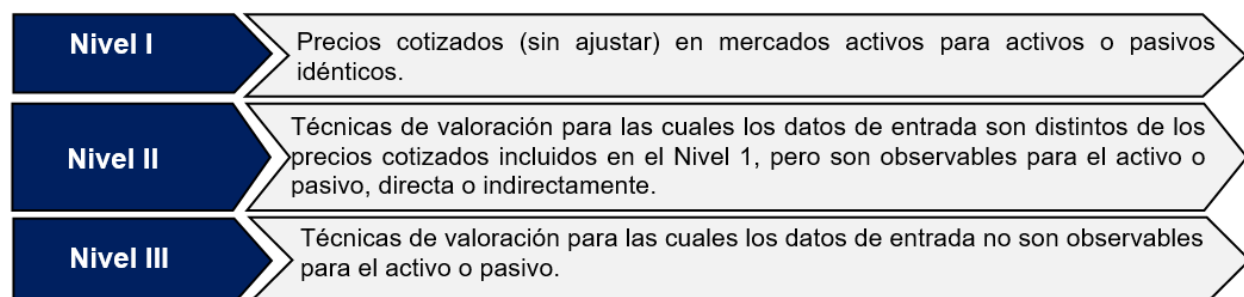 Nivel I
Precios cotizados (sin ajustar) en mercados activos para activos o pasivos
idénticos.
Nivel II
Técnicas de valoración para las cuales los datos de entrada son distintos de los
precios cotizados incluidos en el Nivel 1, pero son observables para el activo o
pasivo, directa o indirectamente.
Nivel III
Técnicas de valoración para las cuales los datos de entrada no son observables
para el activo o pasivo.